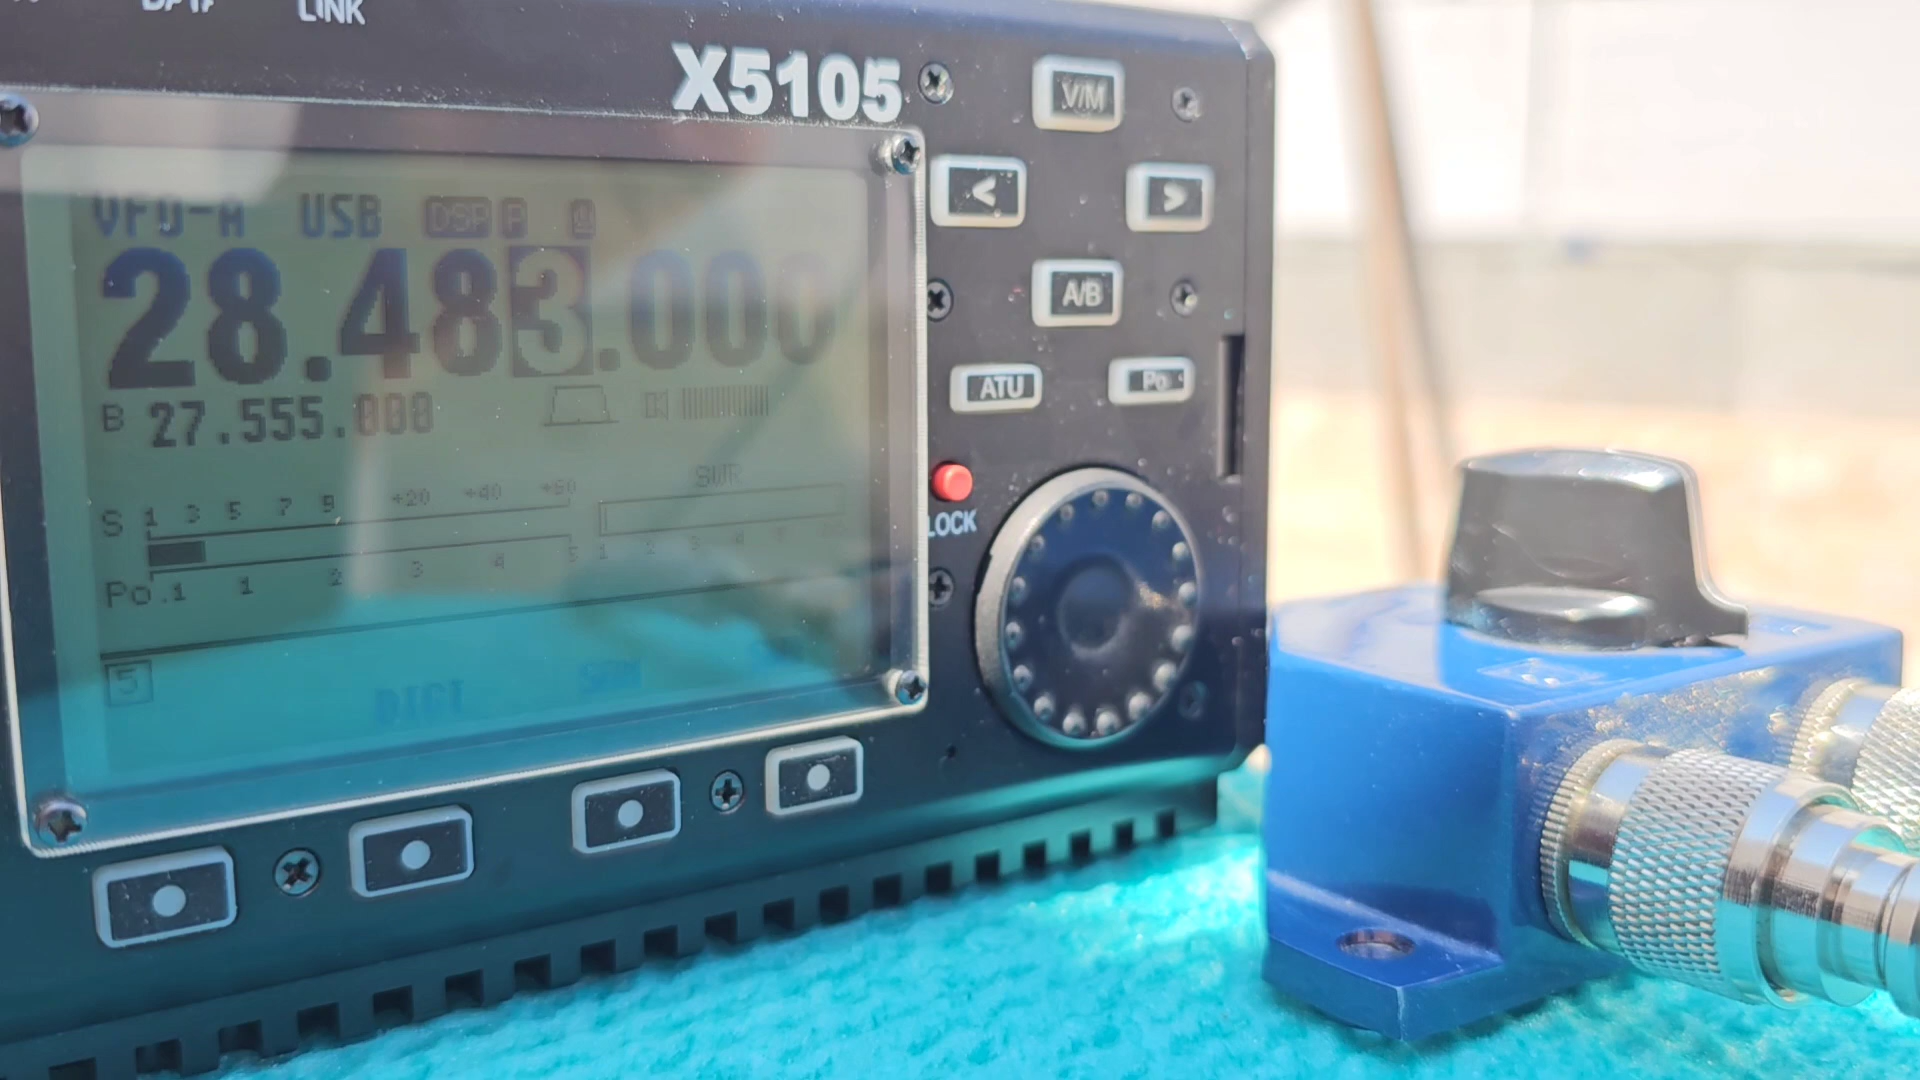 LINK
X5105
V/M
<
>
A/B
ATU
Po
LOCK
VFO-A USB DSP P
28.483.000
B 27.555.000
SWR
S 1 3 5 7 9 +20 +40 +60
1 2 3 4
Po .1 1 2 3 4 5
5
DIGI